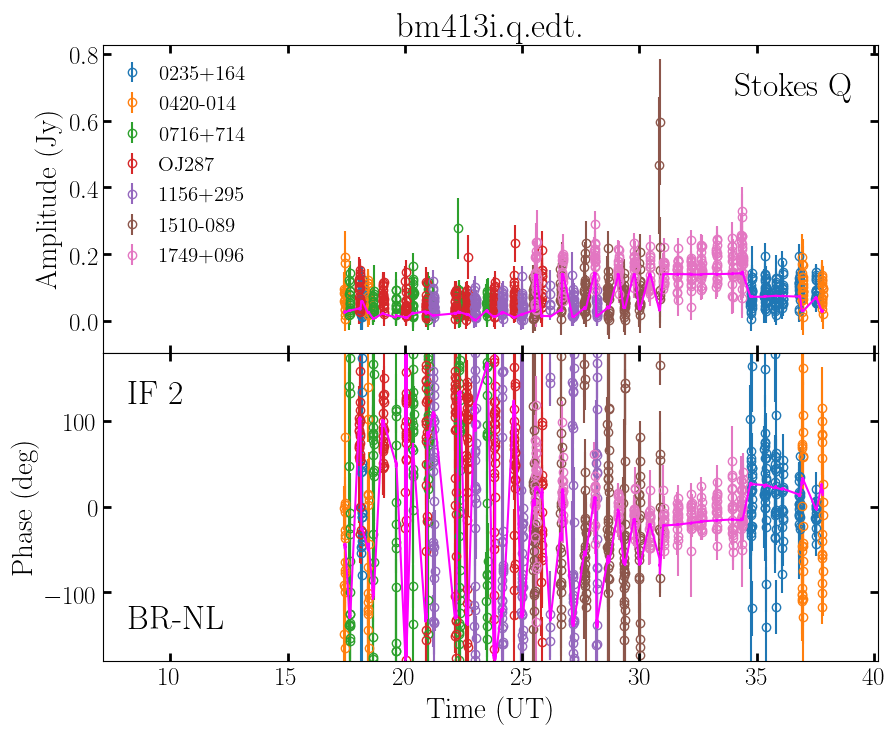 bm413i.q.edt.
Stokes Q
0235+164
0420-014
0716+714
OJ287
1156+295
1510-089
1749+096
Amplitude (Jy)
0.8
0.6
0.4
0.2
0.0
IF 2
BR-NL
Phase (deg)
100
0
−100
10 15 20 25 30 35 40
Time (UT)